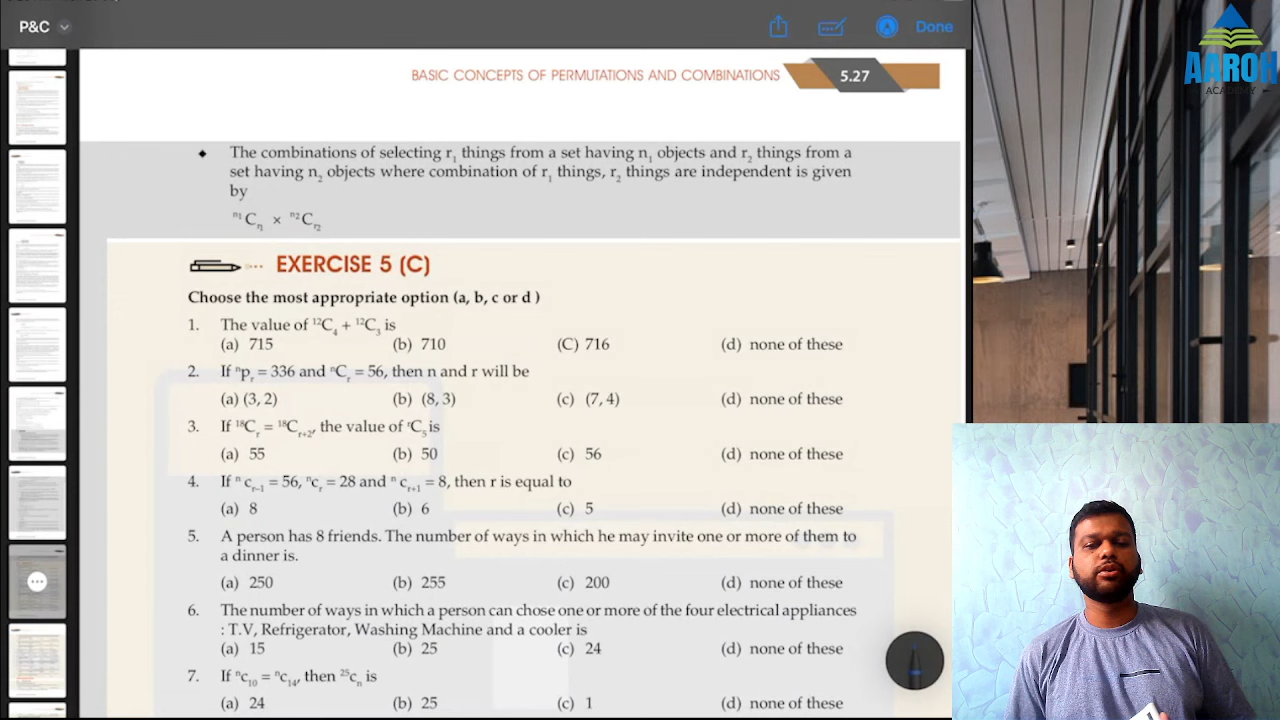 P&C
Done
AAROH
ACADEMY
BASIC CONCEPTS OF PERMUTATIONS AND COMBINATIONS 5.27
◆ The combinations of selecting r₁ things from a set having n₁ objects and r₂ things from a
set having n₂ objects where combination of r₁ things, r₂ things are independent is given
by
ⁿ¹Cᵣ₁ × ⁿ²Cᵣ₂
EXERCISE 5 (C)
Choose the most appropriate option (a, b, c or d )
1. The value of ¹²C₄ + ¹²C₃ is
(a) 715 (b) 710 (C) 716 (d) none of these
2. If ⁿpᵣ = 336 and ⁿCᵣ = 56, then n and r will be
(a) (3, 2) (b) (8, 3) (c) (7, 4) (d) none of these
3. If ¹⁸Cᵣ = ¹⁸Cᵣ₊₂, the value of ʳC₅ is
(a) 55 (b) 50 (c) 56 (d) none of these
4. If ⁿ cᵣ₋₁ = 56, ⁿcᵣ = 28 and ⁿ cᵣ₊₁ = 8, then r is equal to
(a) 8 (b) 6 (c) 5 (d) none of these
5. A person has 8 friends. The number of ways in which he may invite one or more of them to
a dinner is.
(a) 250 (b) 255 (c) 200 (d) none of these
6. The number of ways in which a person can chose one or more of the four electrical appliances
: T.V, Refrigerator, Washing Machine and a cooler is
(a) 15 (b) 25 (c) 24 (d) none of these
7. If ⁿc₁₀ = ⁿc₁₄, then ²⁵cₙ is
(a) 24 (b) 25 (c) 1 (d) none of these